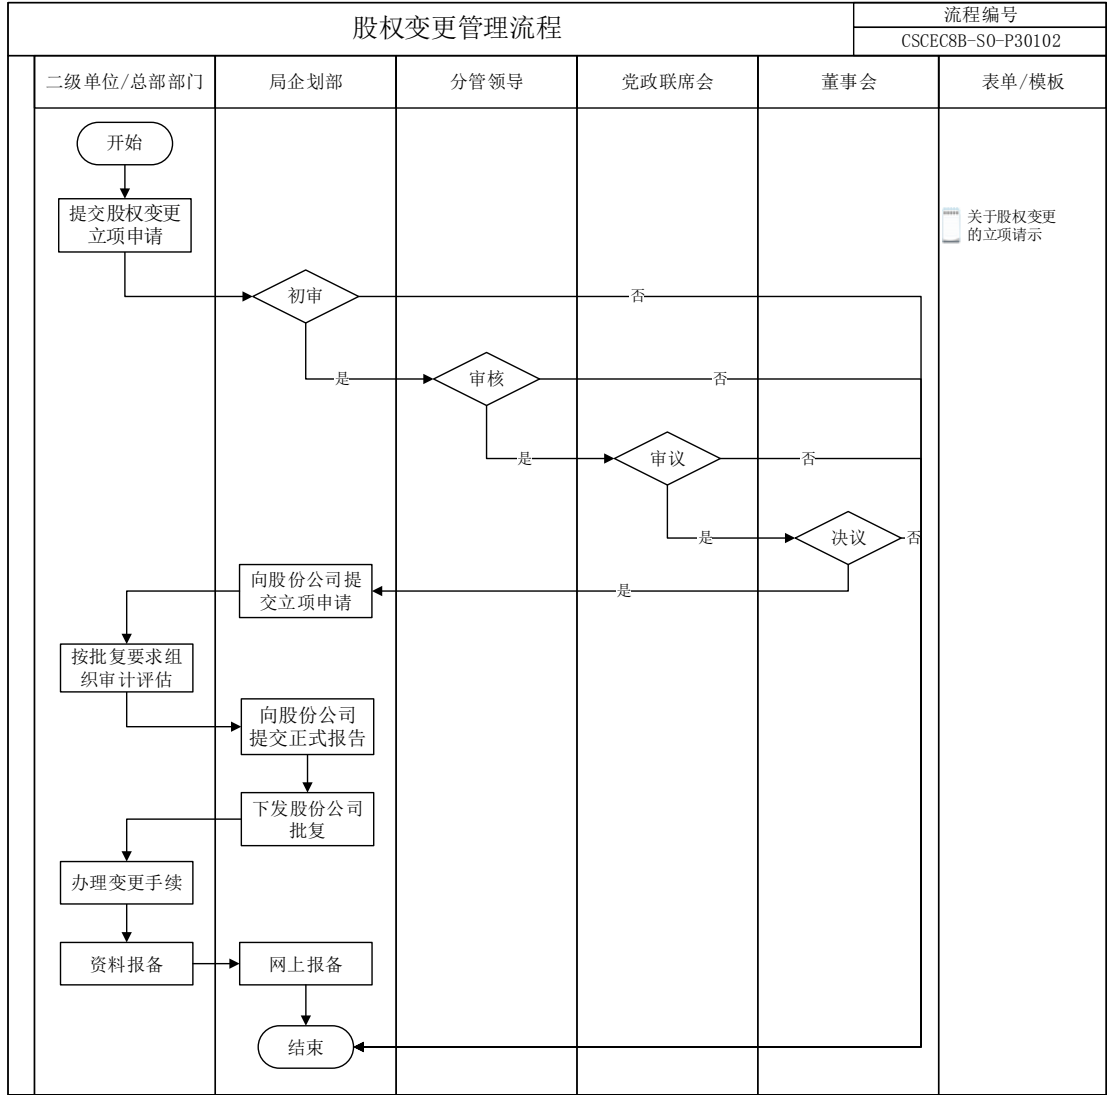 股权变更管理流程
流程编号
CSCEC8B-SO-P30102
二级单位/总部部门
局企划部
分管领导
党政联席会
董事会
表单/模板
开始
提交股权变更
立项申请
关于股权变更
的立项请示
初审
否
是
审核
否
是
审议
否
是
决议
否
是
向股份公司提
交立项申请
按批复要求组
织审计评估
向股份公司
提交正式报告
下发股份公司
批复
办理变更手续
资料报备
网上报备
结束